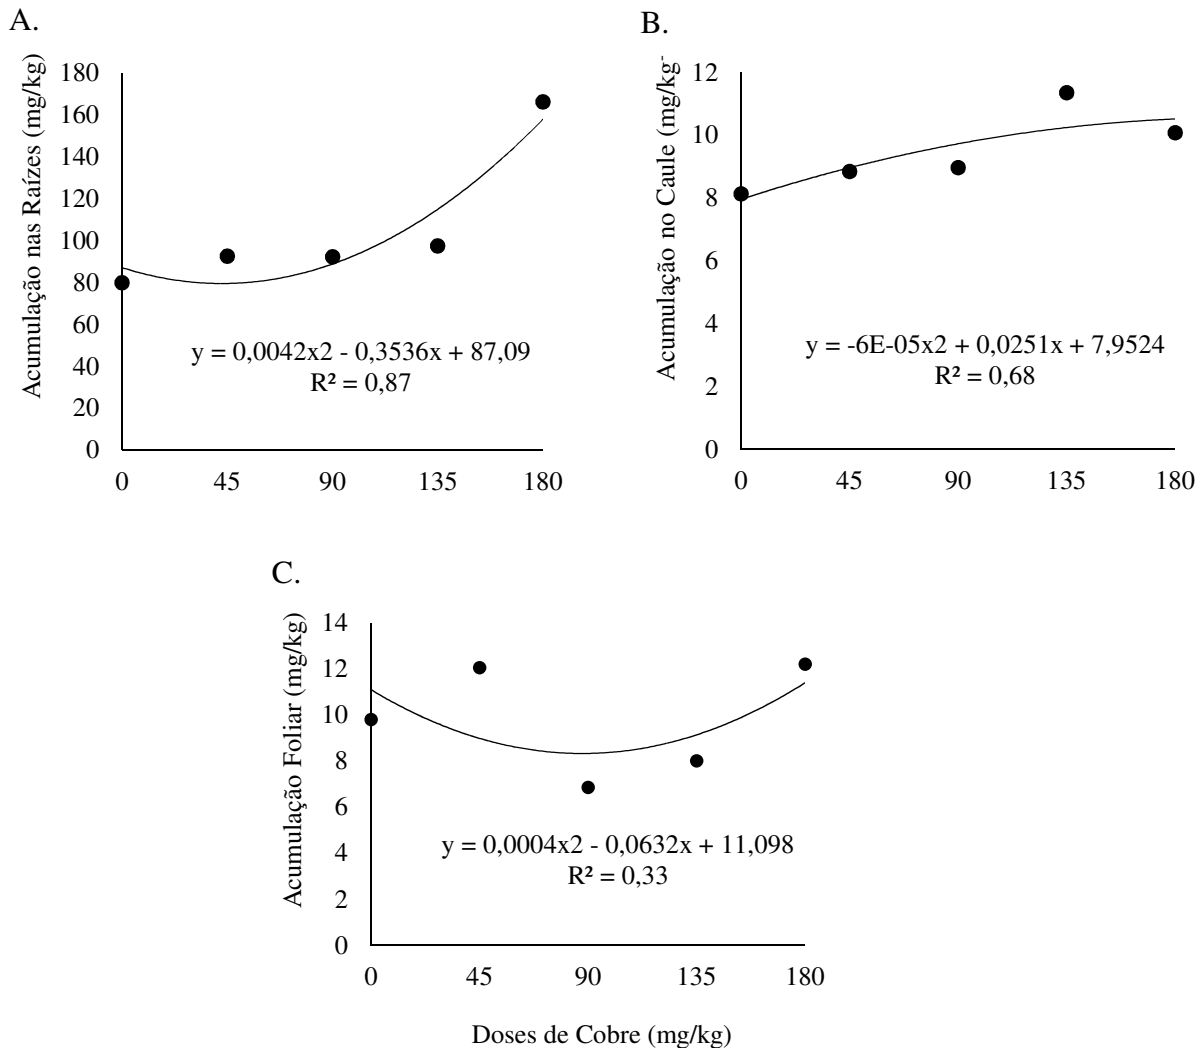 A.
Acumulação nas Raízes (mg/kg)
180
160
140
120
100
80
60
40
20
0
y = 0,0042x2 - 0,3536x + 87,09
R² = 0,87
0 45 90 135 180
B.
Acumulação no Caule (mg/kg-
12
10
8
6
4
2
0
y = -6E-05x2 + 0,0251x + 7,9524
R² = 0,68
0 45 90 135 180
C.
Acumulação Foliar (mg/kg)
14
12
10
8
6
4
2
0
y = 0,0004x2 - 0,0632x + 11,098
R² = 0,33
0 45 90 135 180
Doses de Cobre (mg/kg)